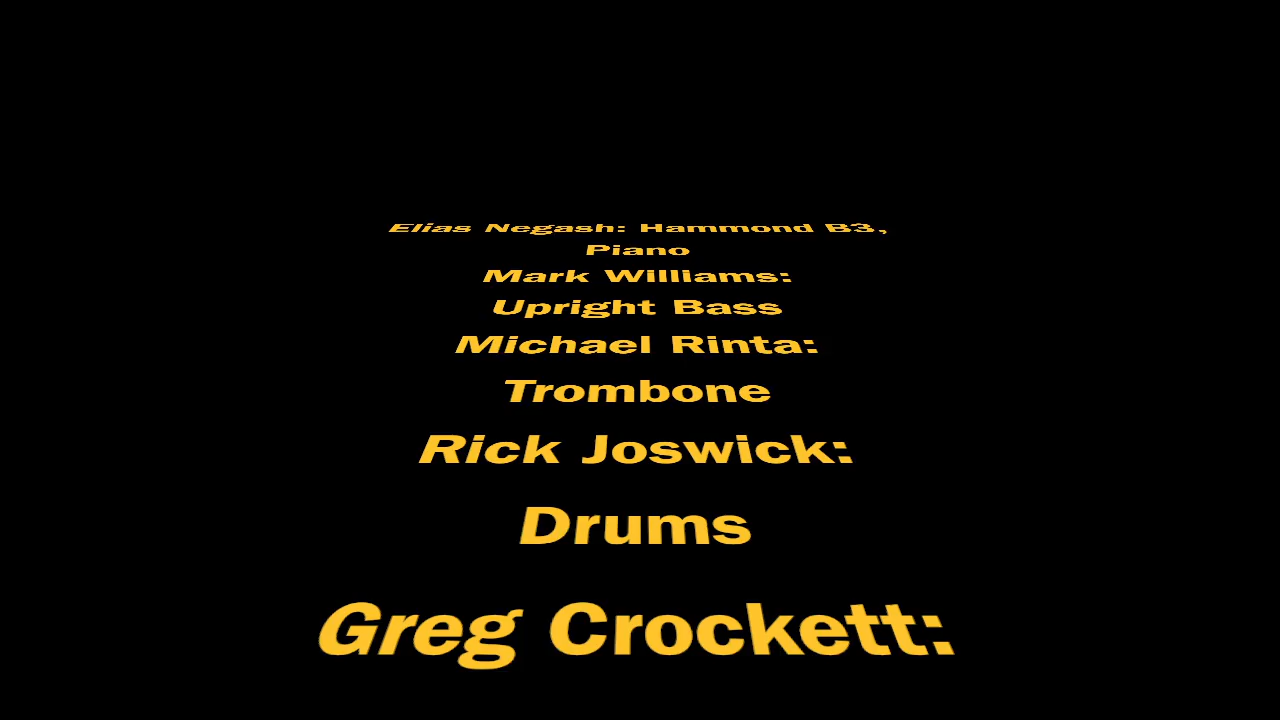 Elias Negash: Hammond B3,
Piano
Mark Williams:
Upright Bass
Michael Rinta:
Trombone
Rick Joswick:
Drums
Greg Crockett: